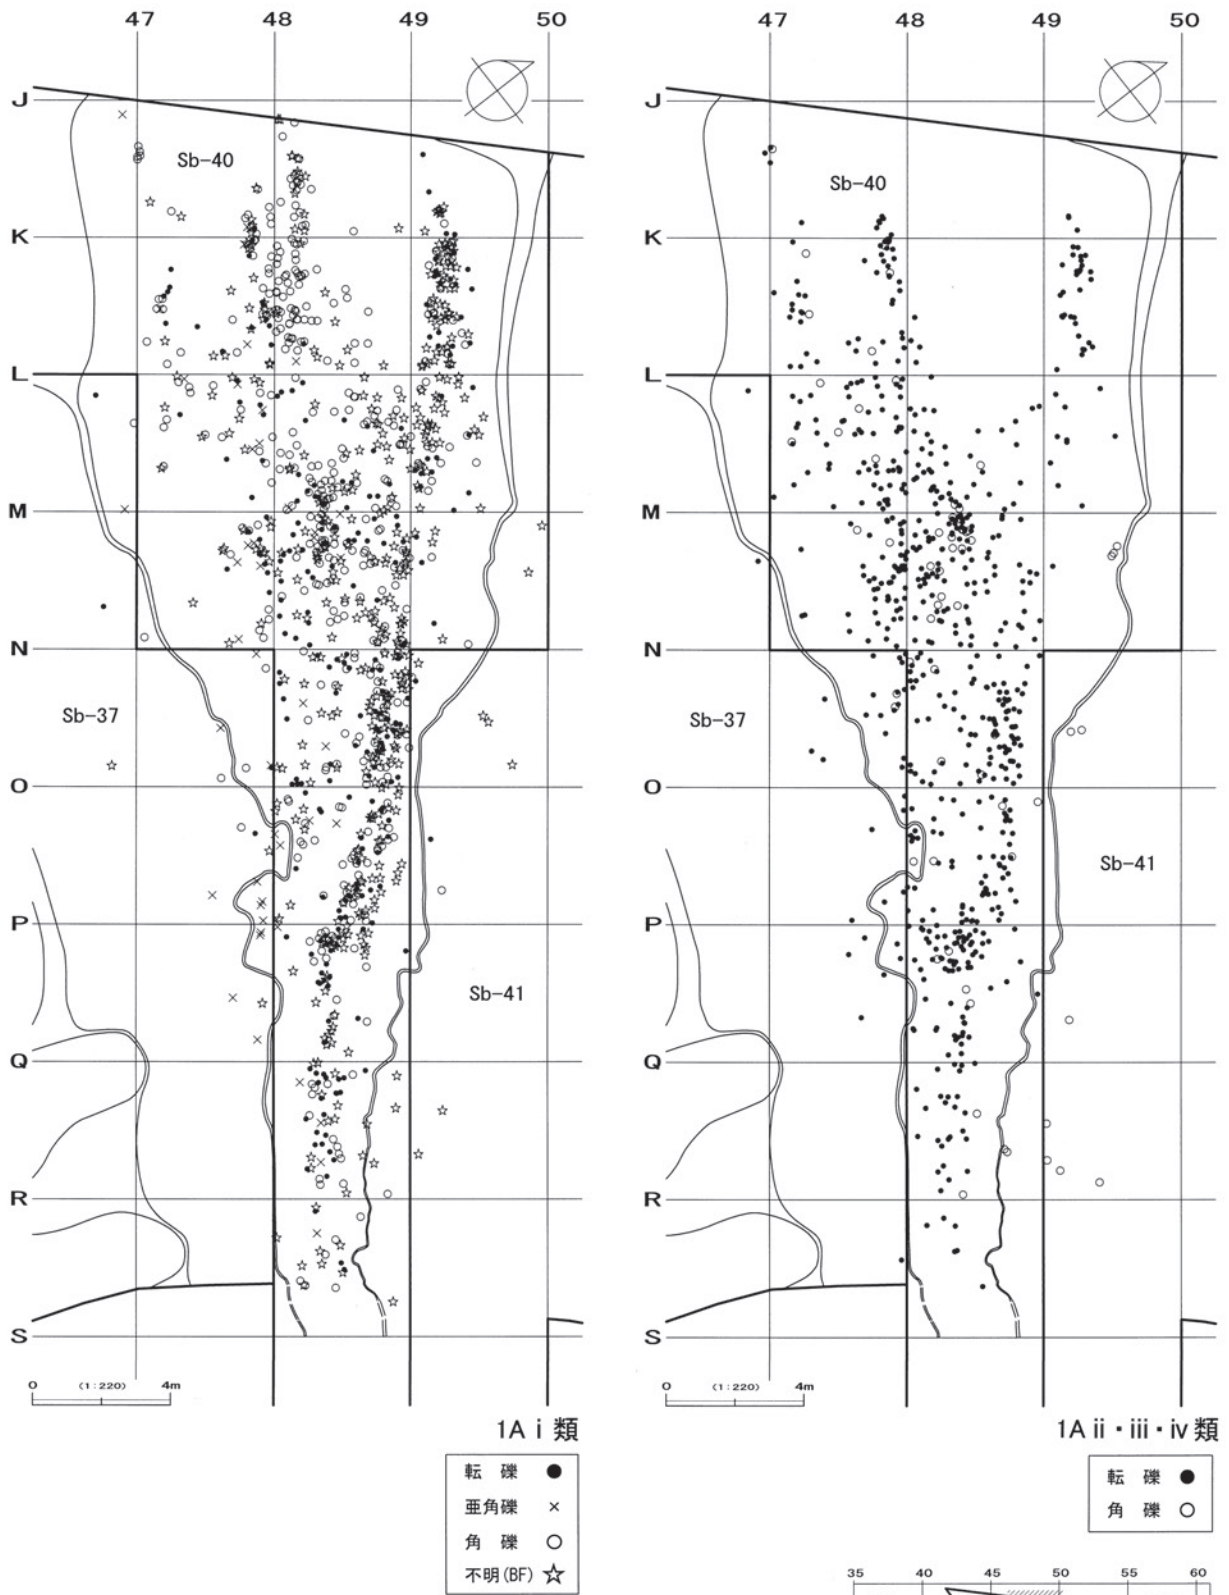 47 48 49 50
J
K
L
M
N
O
P
Q
R
S
Sb-40
Sb-37
Sb-41
0 (1:220) 4m
1A i 類
転 礫 ●
亜角礫 ×
角 礫 ○
不明(BF) ☆
47 48 49 50
J
K
L
M
N
O
P
Q
R
S
Sb-40
Sb-37
Sb-41
0 (1:220) 4m
1A ii・iii・iv 類
転 礫 ●
角 礫 ○
35 40 45 50 55 60